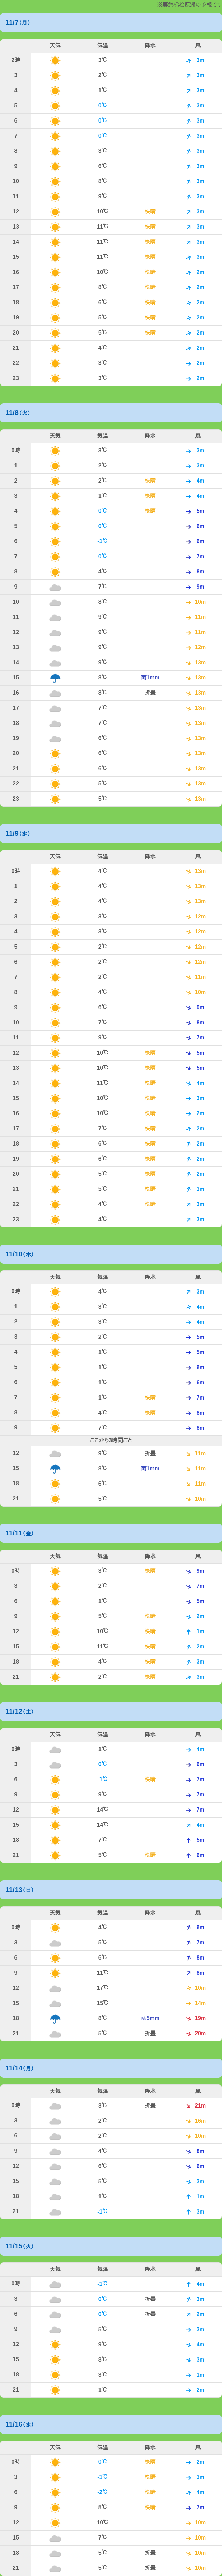 11/7(月)
天気 気温 降水 風
2時 3℃ 3m
3 2℃ 3m
4 1℃ 3m
5 0℃ 3m
6 0℃ 3m
7 0℃ 3m
8 3℃ 3m
9 6℃ 3m
10 8℃ 3m
11 9℃ 3m
12 10℃ 快晴 3m
13 11℃ 快晴 3m
14 11℃ 快晴 3m
15 11℃ 快晴 3m
16 10℃ 快晴 2m
17 8℃ 快晴 2m
18 6℃ 快晴 2m
19 5℃ 快晴 2m
20 5℃ 快晴 2m
21 4℃ 2m
22 3℃ 2m
23 3℃ 2m
11/8(火)
天気 気温 降水 風
0時 3℃ 3m
1 2℃ 3m
2 2℃ 快晴 4m
3 1℃ 快晴 4m
4 0℃ 快晴 5m
5 0℃ 6m
6 -1℃ 6m
7 0℃ 7m
8 4℃ 8m
9 7℃ 9m
10 8℃ 10m
11 9℃ 11m
12 9℃ 11m
13 9℃ 12m
14 9℃ 13m
15 8℃ 雨1mm 13m
16 8℃ 折畳 13m
17 7℃ 13m
18 7℃ 13m
19 6℃ 13m
20 6℃ 13m
21 6℃ 13m
22 5℃ 13m
23 5℃ 13m
11/9(水)
天気 気温 降水 風
0時 4℃ 13m
1 4℃ 13m
2 4℃ 13m
3 3℃ 12m
4 3℃ 12m
5 2℃ 12m
6 2℃ 12m
7 2℃ 11m
8 4℃ 10m
9 6℃ 9m
10 7℃ 8m
11 9℃ 7m
12 10℃ 快晴 5m
13 10℃ 快晴 5m
14 11℃ 快晴 4m
15 10℃ 快晴 3m
16 10℃ 快晴 2m
17 7℃ 快晴 2m
18 6℃ 快晴 2m
19 6℃ 快晴 2m
20 5℃ 快晴 2m
21 5℃ 快晴 3m
22 4℃ 快晴 3m
23 4℃ 3m
11/10(木)
天気 気温 降水 風
0時 4℃ 3m
1 3℃ 4m
2 3℃ 4m
3 2℃ 5m
4 1℃ 5m
5 1℃ 6m
6 1℃ 6m
7 1℃ 快晴 7m
8 4℃ 快晴 8m
9 7℃ 8m
ここから3時間ごと
12 9℃ 折畳 11m
15 8℃ 雨1mm 11m
18 6℃ 11m
21 5℃ 10m
11/11(金)
天気 気温 降水 風
0時 3℃ 快晴 9m
3 2℃ 7m
6 1℃ 5m
9 5℃ 快晴 2m
12 10℃ 快晴 1m
15 11℃ 快晴 2m
18 4℃ 快晴 3m
21 2℃ 快晴 3m
11/12(土)
天気 気温 降水 風
0時 1℃ 4m
3 0℃ 6m
6 -1℃ 快晴 7m
9 9℃ 7m
12 14℃ 7m
15 14℃ 4m
18 7℃ 5m
21 5℃ 快晴 6m
11/13(日)
天気 気温 降水 風
0時 4℃ 6m
3 5℃ 7m
6 6℃ 8m
9 11℃ 8m
12 17℃ 10m
15 15℃ 14m
18 8℃ 雨5mm 19m
21 5℃ 折畳 20m
11/14(月)
天気 気温 降水 風
0時 3℃ 折畳 21m
3 2℃ 16m
6 2℃ 10m
9 4℃ 8m
12 6℃ 6m
15 5℃ 3m
18 1℃ 1m
21 -1℃ 3m
11/15(火)
天気 気温 降水 風
0時 -1℃ 4m
3 0℃ 折畳 3m
6 0℃ 折畳 2m
9 5℃ 3m
12 9℃ 4m
15 8℃ 3m
18 3℃ 1m
21 1℃ 2m
11/16(水)
天気 気温 降水 風
0時 0℃ 快晴 2m
3 -1℃ 快晴 3m
6 -2℃ 快晴 4m
9 5℃ 快晴 7m
12 10℃ 10m
15 7℃ 10m
18 5℃ 折畳 10m
21 5℃ 折畳 10m